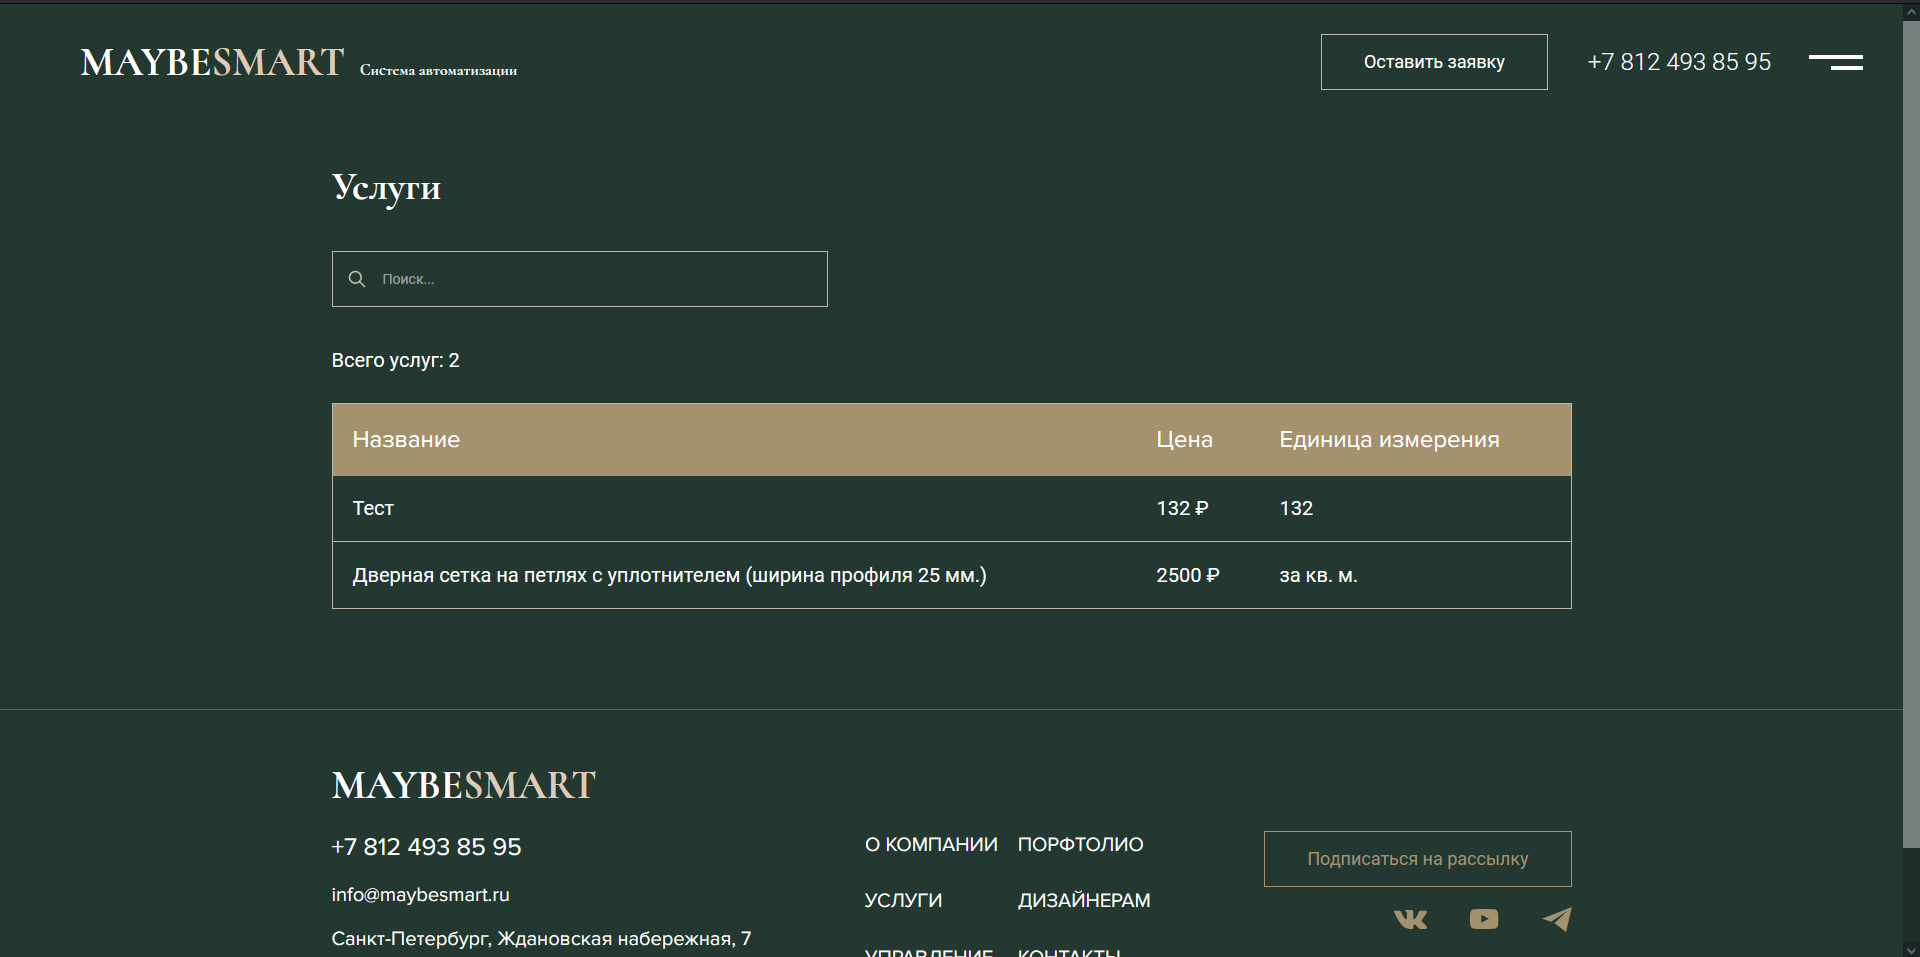 MAYBESMART Система автоматизации
Оставить заявку
+7 812 493 85 95
Услуги
Поиск...
Всего услуг: 2
Название Цена Единица измерения
Тест 132 ₽ 132
Дверная сетка на петлях с уплотнителем (ширина профиля 25 мм.) 2500 ₽ за кв. м.
MAYBESMART
+7 812 493 85 95
info@maybesmart.ru
Санкт-Петербург, Ждановская набережная, 7
О КОМПАНИИ ПОРФТОЛИО
УСЛУГИ ДИЗАЙНЕРАМ
УПРАВЛЕНИЕ КОНТАКТЫ
Подписаться на рассылку